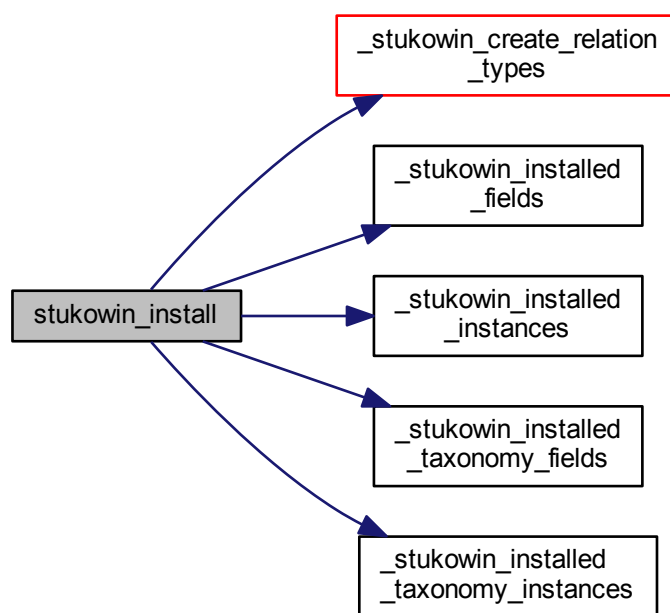 _stukowin_create_relation
_types
_stukowin_installed
_fields
stukowin_install
_stukowin_installed
_instances
_stukowin_installed
_taxonomy_fields
_stukowin_installed
_taxonomy_instances